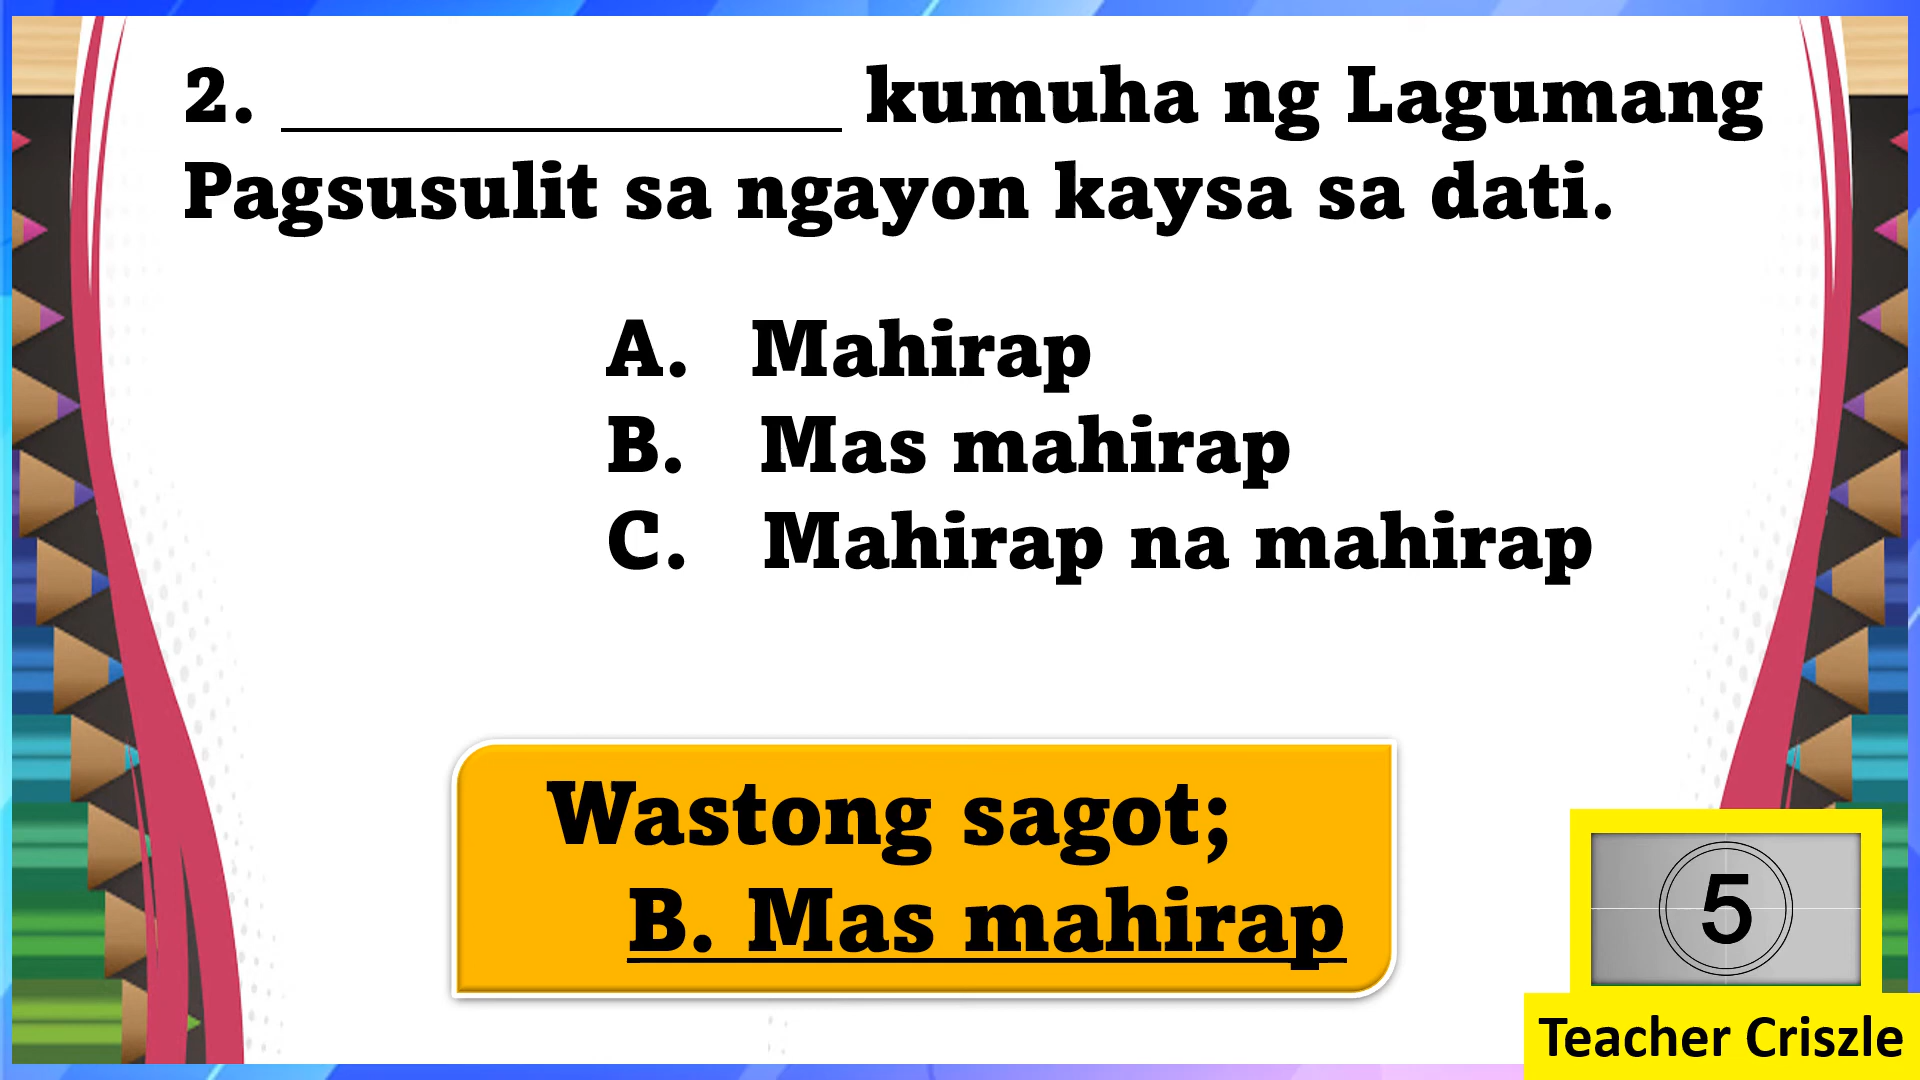 2. ______________ kumuha ng Lagumang
Pagsusulit sa ngayon kaysa sa dati.
A. Mahirap
B. Mas mahirap
C. Mahirap na mahirap
Wastong sagot;
B. Mas mahirap
5
Teacher Criszle